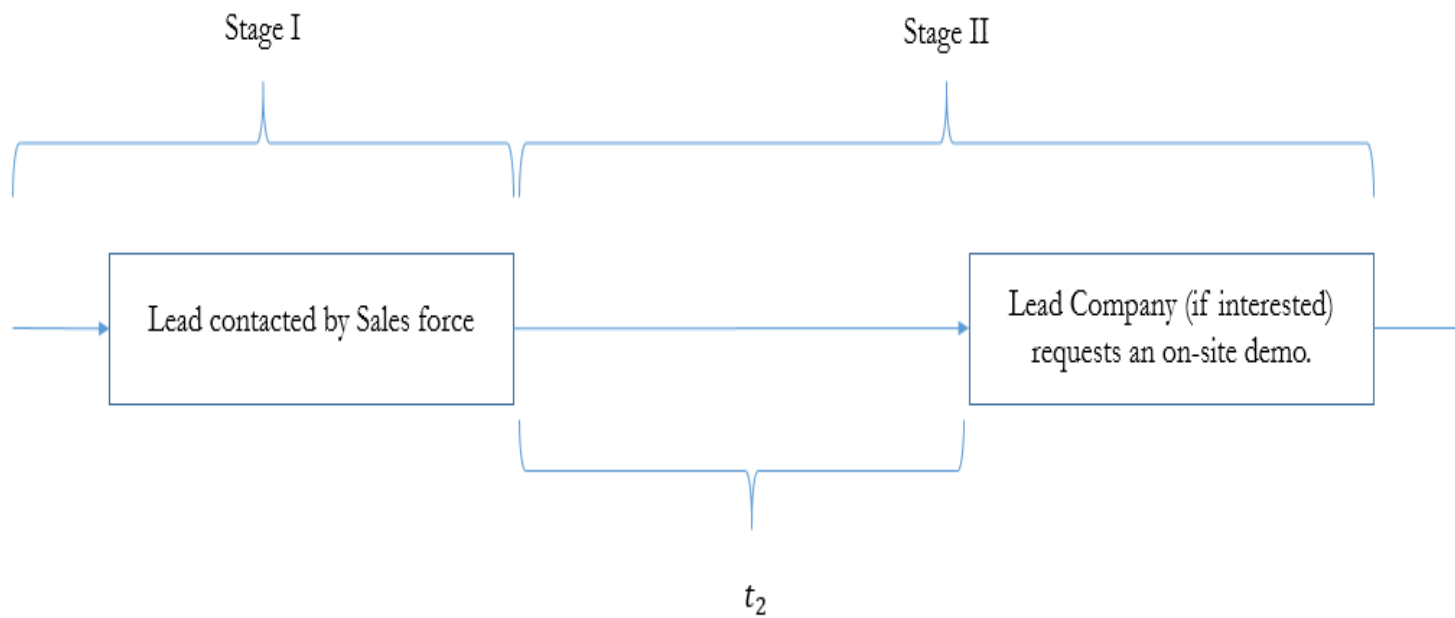 Stage I
Stage II
Lead contacted by Sales force
Lead Company (if interested)
requests an on-site demo.
t₂